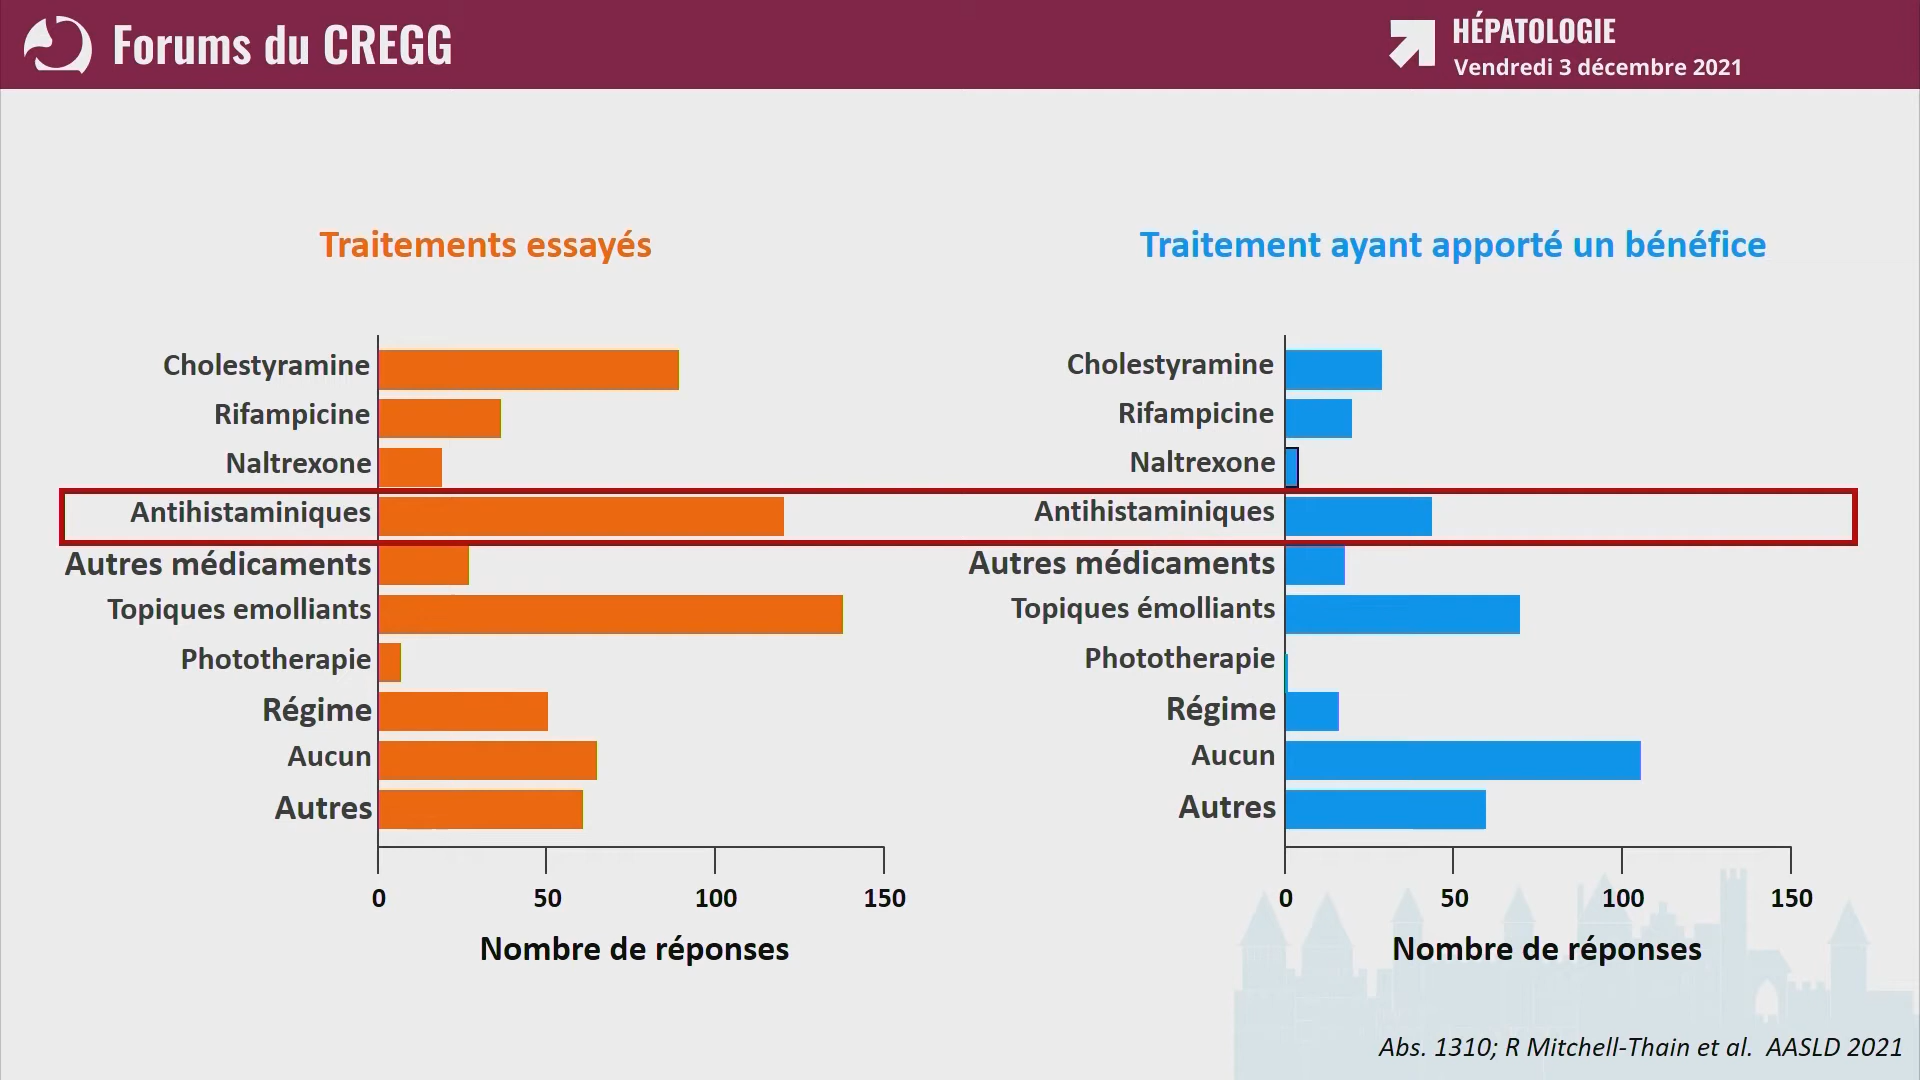 Forums du CREGG
HÉPATOLOGIE
Vendredi 3 décembre 2021
Traitements essayés
Cholestyramine
Rifampicine
Naltrexone
Antihistaminiques
Autres médicaments
Topiques emolliants
Phototherapie
Régime
Aucun
Autres
0 50 100 150
Nombre de réponses
Traitement ayant apporté un bénéfice
Cholestyramine
Rifampicine
Naltrexone
Antihistaminiques
Autres médicaments
Topiques émolliants
Phototherapie
Régime
Aucun
Autres
0 50 100 150
Nombre de réponses
Abs. 1310; R Mitchell-Thain et al. AASLD 2021